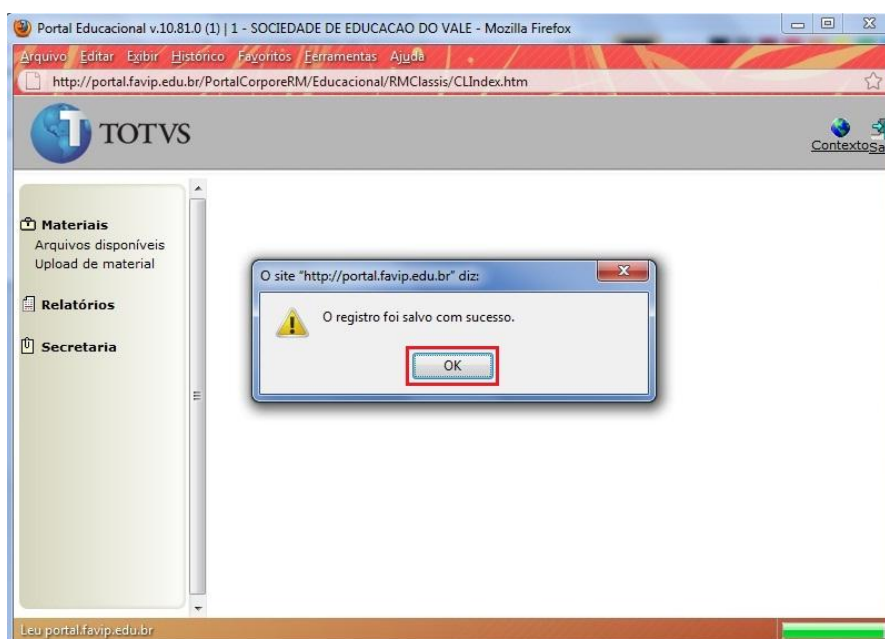 Portal Educacional v.10.81.0 (1) | 1 - SOCIEDADE DE EDUCACAO DO VALE - Mozilla Firefox
Arquivo Editar Exibir Histórico Favoritos Ferramentas Ajuda
http://portal.favip.edu.br/PortalCorporeRM/Educacional/RMClassis/CLIndex.htm
TOTVS
Contexto Sa
Materiais
Arquivos disponíveis
Upload de material
Relatórios
Secretaria
O site "http://portal.favip.edu.br" diz:
O registro foi salvo com sucesso.
OK
Leu portal.favip.edu.br